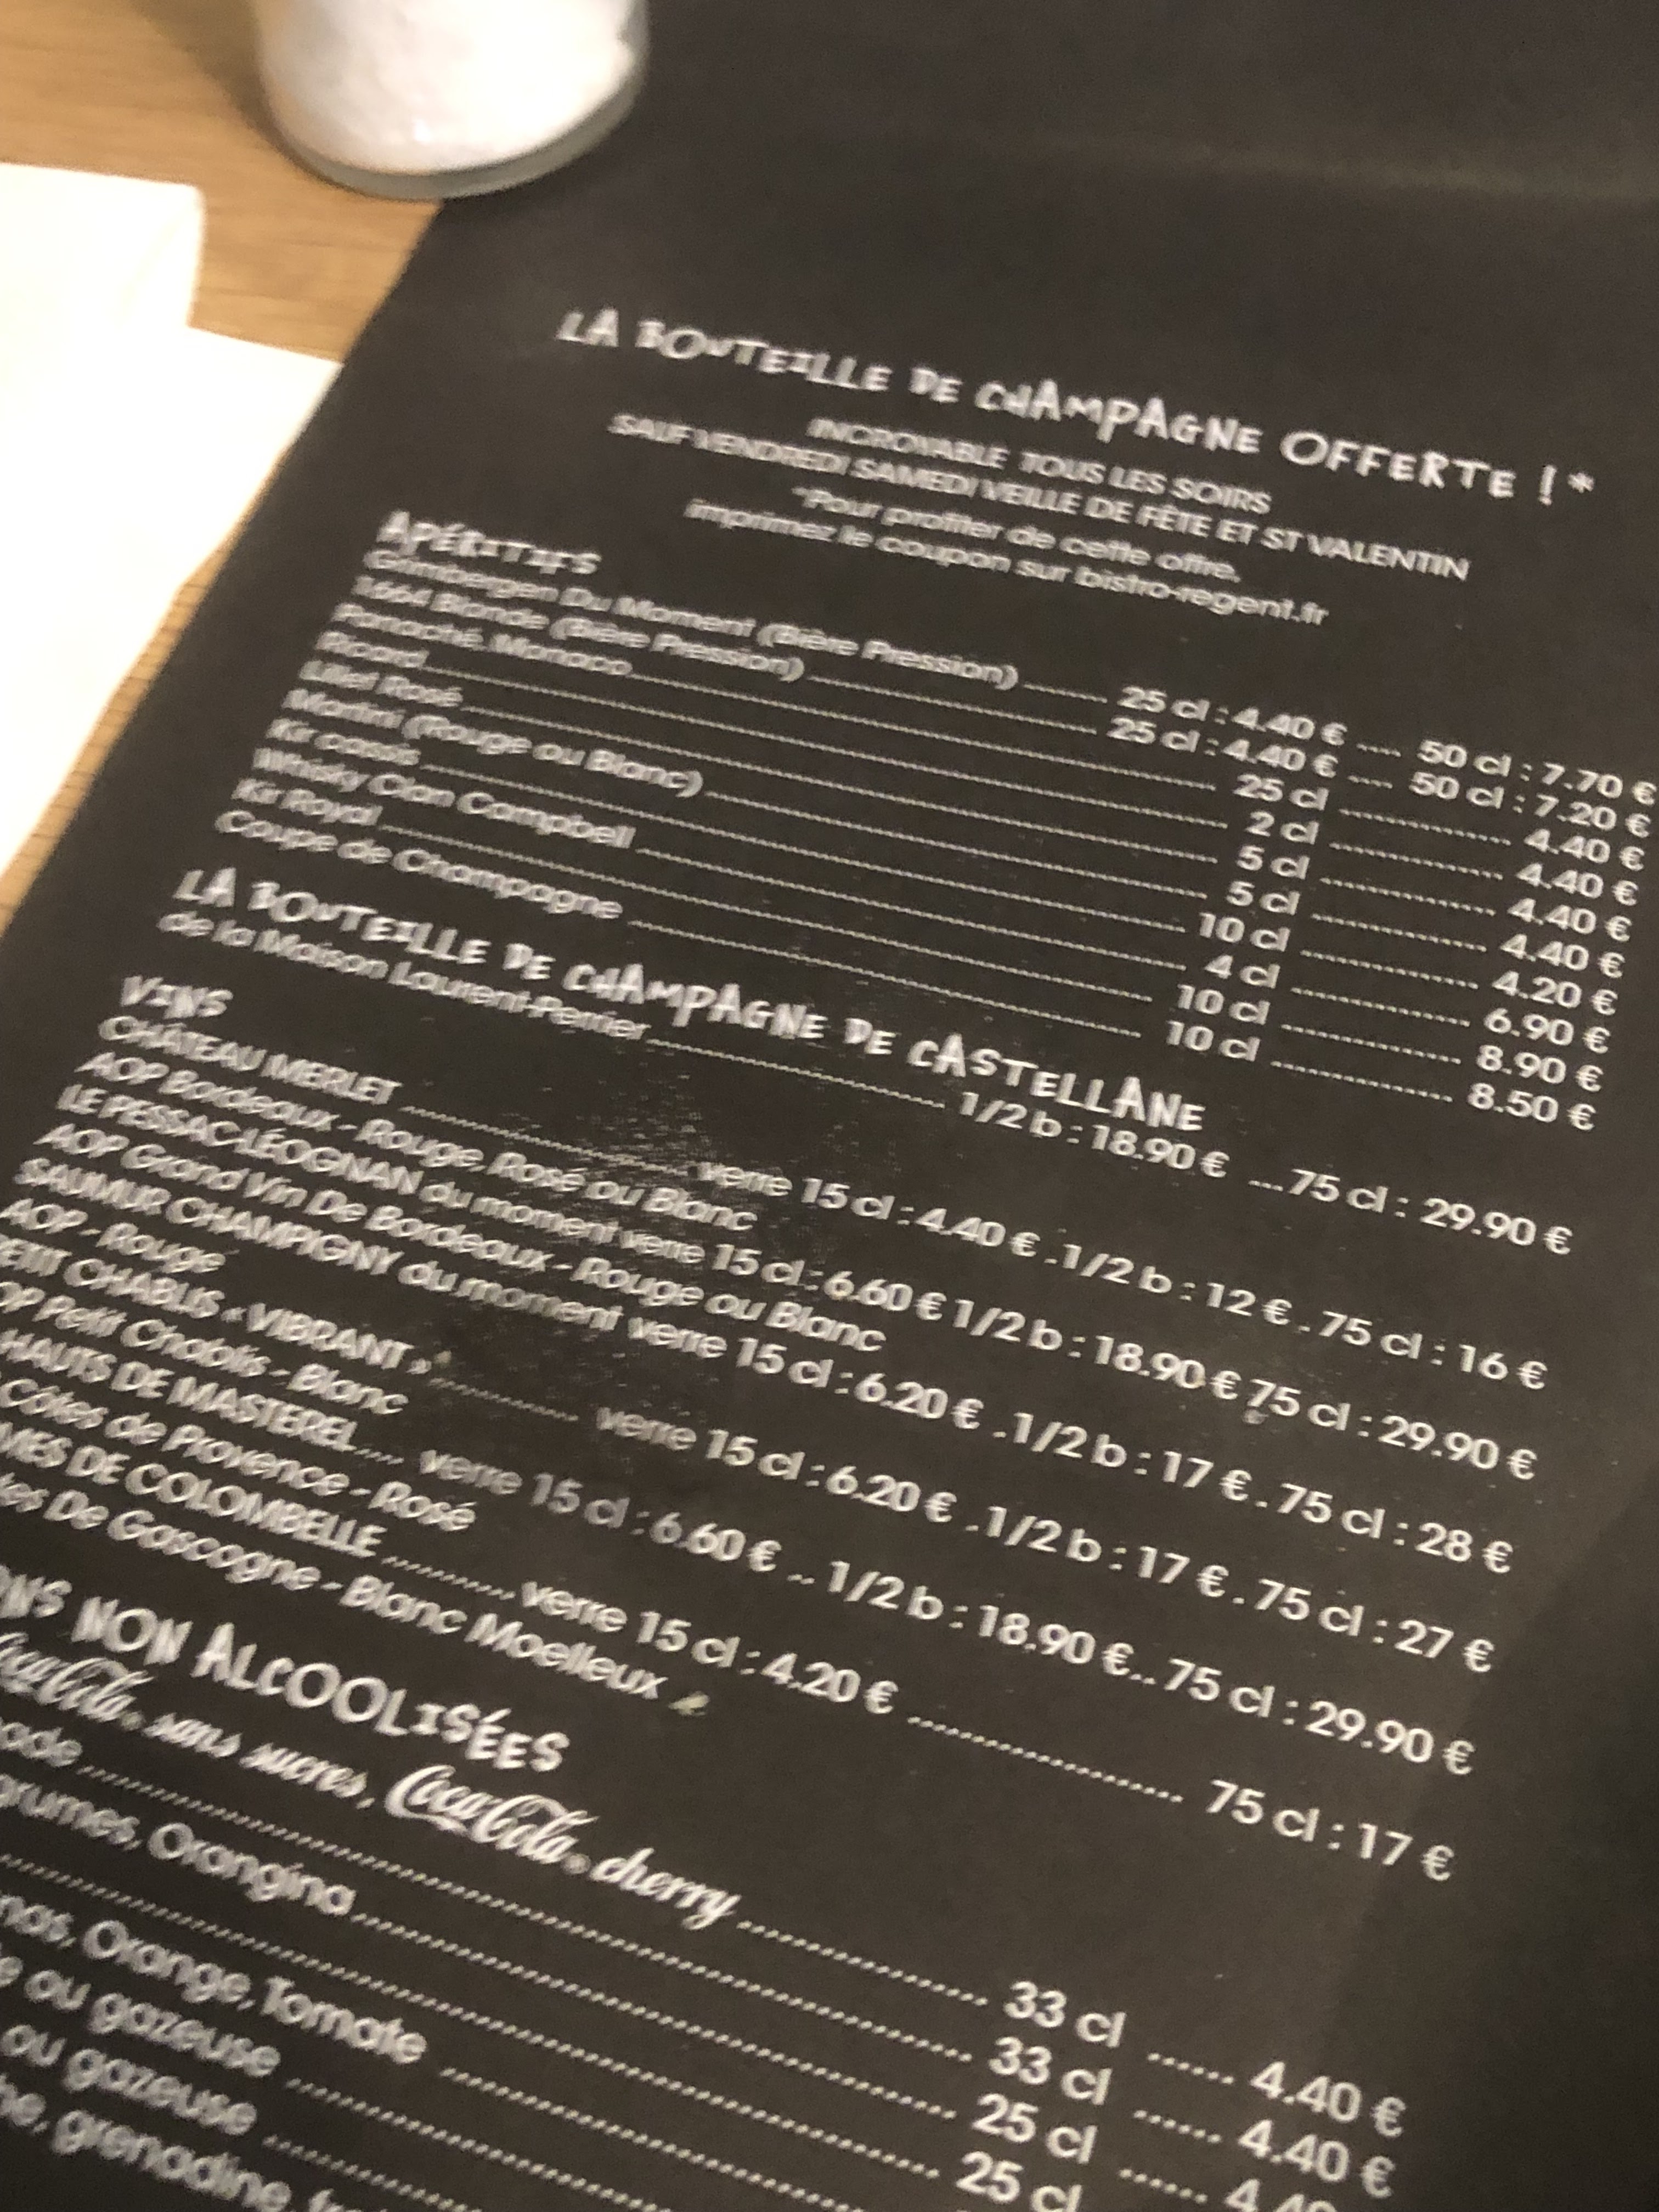 LA BOUTEILLE DE CHAMPAGNE OFFERTE !*
INCROYABLE TOUS LES SOIRS
SAUF VENDREDI SAMEDI VEILLE DE FÊTE ET ST VALENTIN
*Pour profiter de cette offre,
imprimez le coupon sur bistro-regent.fr
APÉRITIFS
Grimbergen Du Moment (Bière Pression) ........ 25 cl : 4.40 € .... 50 cl : 7.70 €
1664 Blonde (Bière Pression) ........ 25 cl : 4.40 € .... 50 cl : 7.20 €
Panaché, Monaco ........ 25 cl ........ 4.40 €
Ricard ........ 2 cl ........ 4.40 €
Lillet Rosé ........ 5 cl ........ 4.40 €
Martini (Rouge ou Blanc) ........ 5 cl ........ 4.40 €
Kir cassis ........ 10 cl ........ 4.20 €
Whisky Clan Campbell ........ 4 cl ........ 6.90 €
Kir Royal ........ 10 cl ........ 8.90 €
Coupe de Champagne ........ 10 cl ........ 8.50 €
LA BOUTEILLE DE CHAMPAGNE DE CASTELLANE
de la Maison Laurent-Perrier ........ 1/2 b : 18.90 € ...75 cl : 29.90 €
VINS
CHÂTEAU MERLET ........ verre 15 cl : 4.40 € .1/2 b : 12 € .75 cl : 16 €
AOP Bordeaux - Rouge, Rosé ou Blanc
LE PESSAC-LÉOGNAN du moment verre 15 cl : 6.60 € 1/2 b : 18.90 € 75 cl : 29.90 €
AOP Grand Vin De Bordeaux - Rouge ou Blanc
SAUMUR CHAMPIGNY du moment verre 15 cl : 6.20 € .1/2 b : 17 € .75 cl : 28 €
AOP - Rouge
ETIT CHABLIS « VIBRANT » ........ verre 15 cl : 6.20 € .1/2 b : 17 € .75 cl : 27 €
OP Petit Chablis - Blanc
HAUTS DE MASTEREL .... verre 15 cl : 6.60 € .. 1/2 b : 18.90 € .. 75 cl : 29.90 €
Côtes de Provence - Rosé
MES DE COLOMBELLE ........ verre 15 cl : 4.20 € ........ 75 cl : 17 €
tes De Gascogne - Blanc Moelleux
ONS NON ALCOOLISÉES
Coca-Cola® sans sucres, Coca-Cola® cherry ........ 33 cl ...... 4.40 €
nade ........ 33 cl ...... 4.40 €
grumes, Orangina ........ 25 cl ......
........ 25 cl
nas, Orange, Tomate ........
ou gazeuse ........
ou gazeuse ........
he, grenadine,